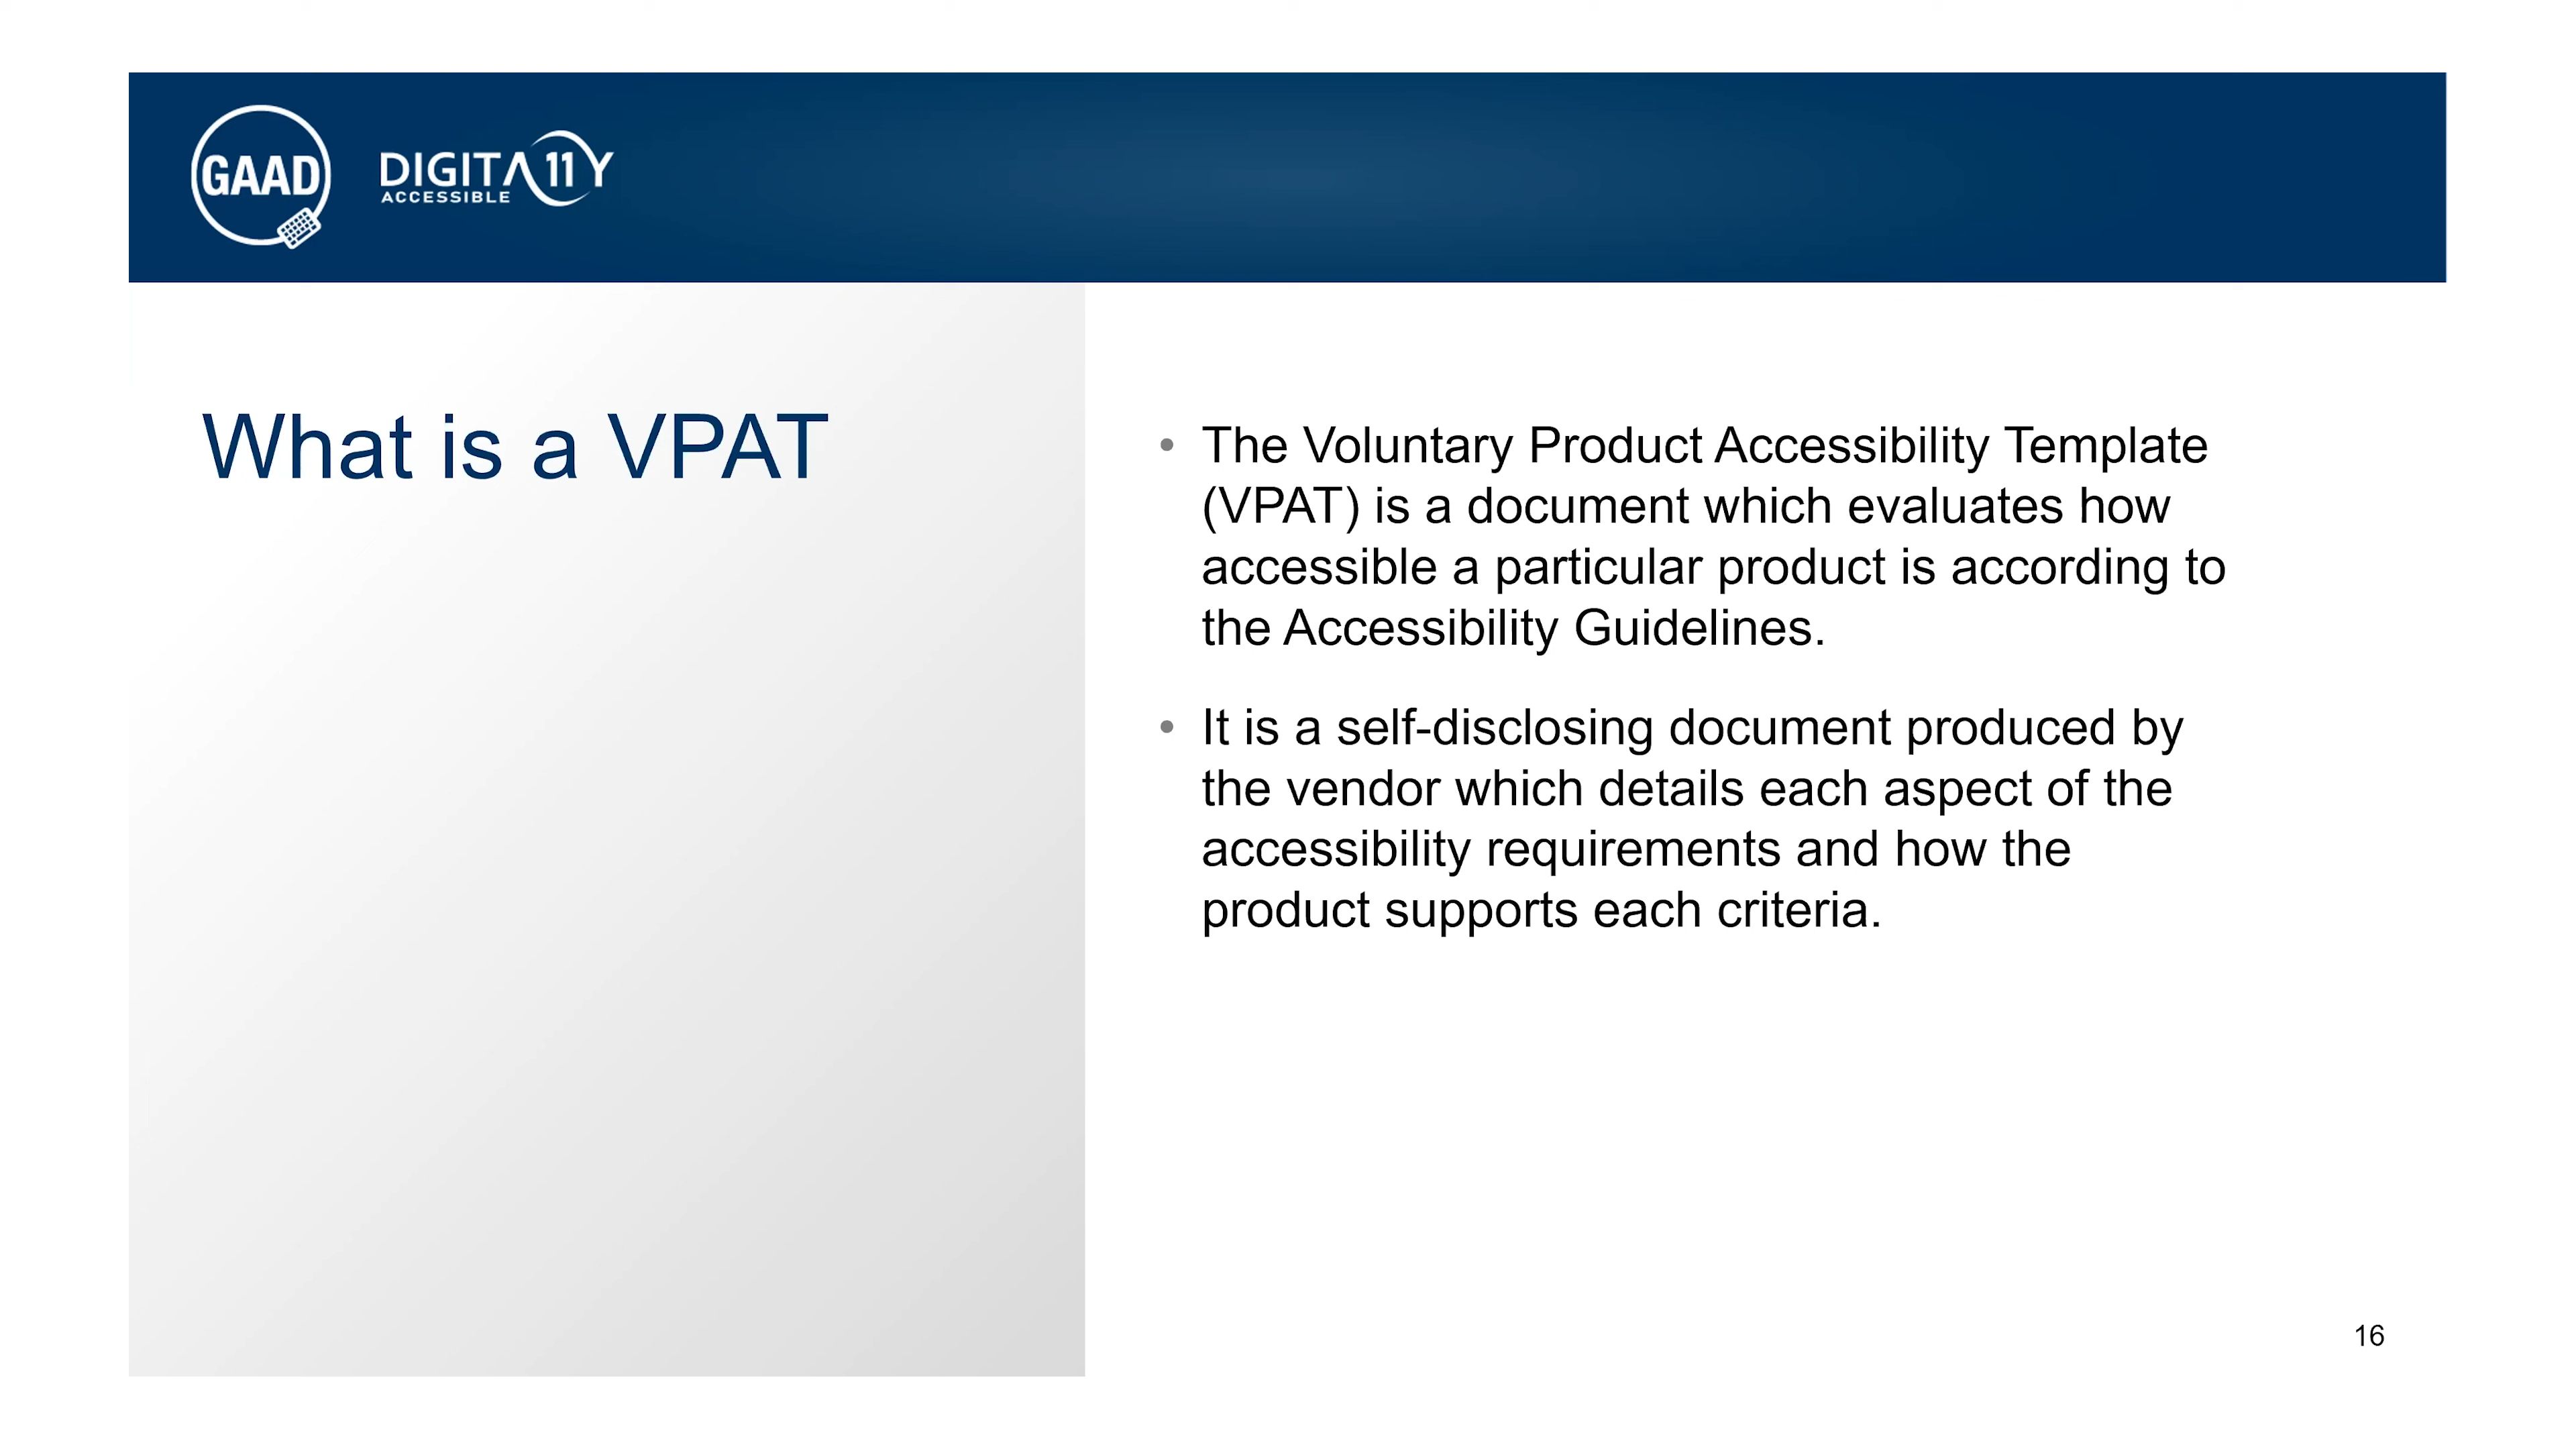 GAAD
DIGITA11Y
ACCESSIBLE
What is a VPAT
• The Voluntary Product Accessibility Template
(VPAT) is a document which evaluates how
accessible a particular product is according to
the Accessibility Guidelines.
• It is a self-disclosing document produced by
the vendor which details each aspect of the
accessibility requirements and how the
product supports each criteria.
16